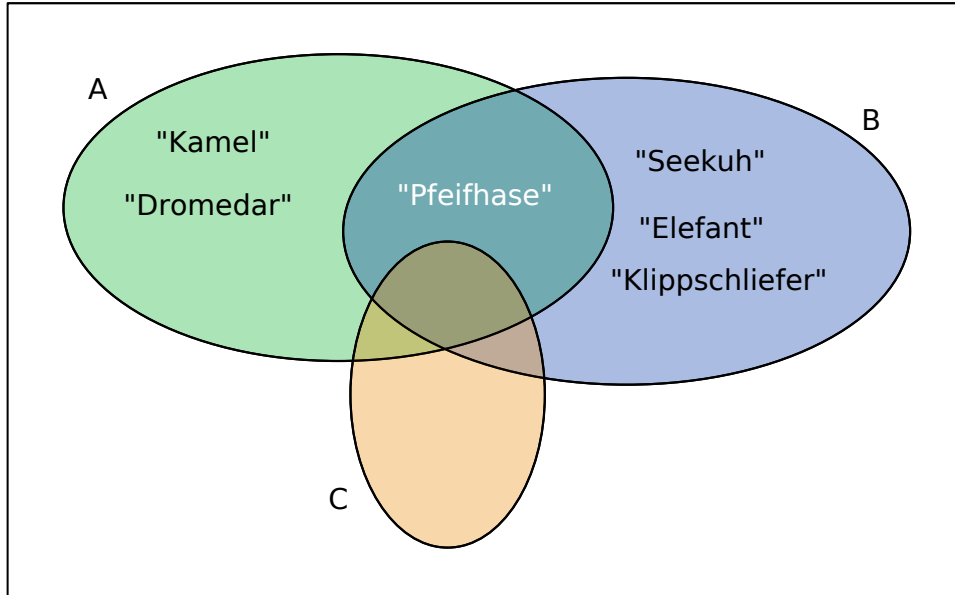 A
B
"Kamel"
"Seekuh"
"Pfeifhase"
"Dromedar"
"Elefant"
"Klippschliefer"
C